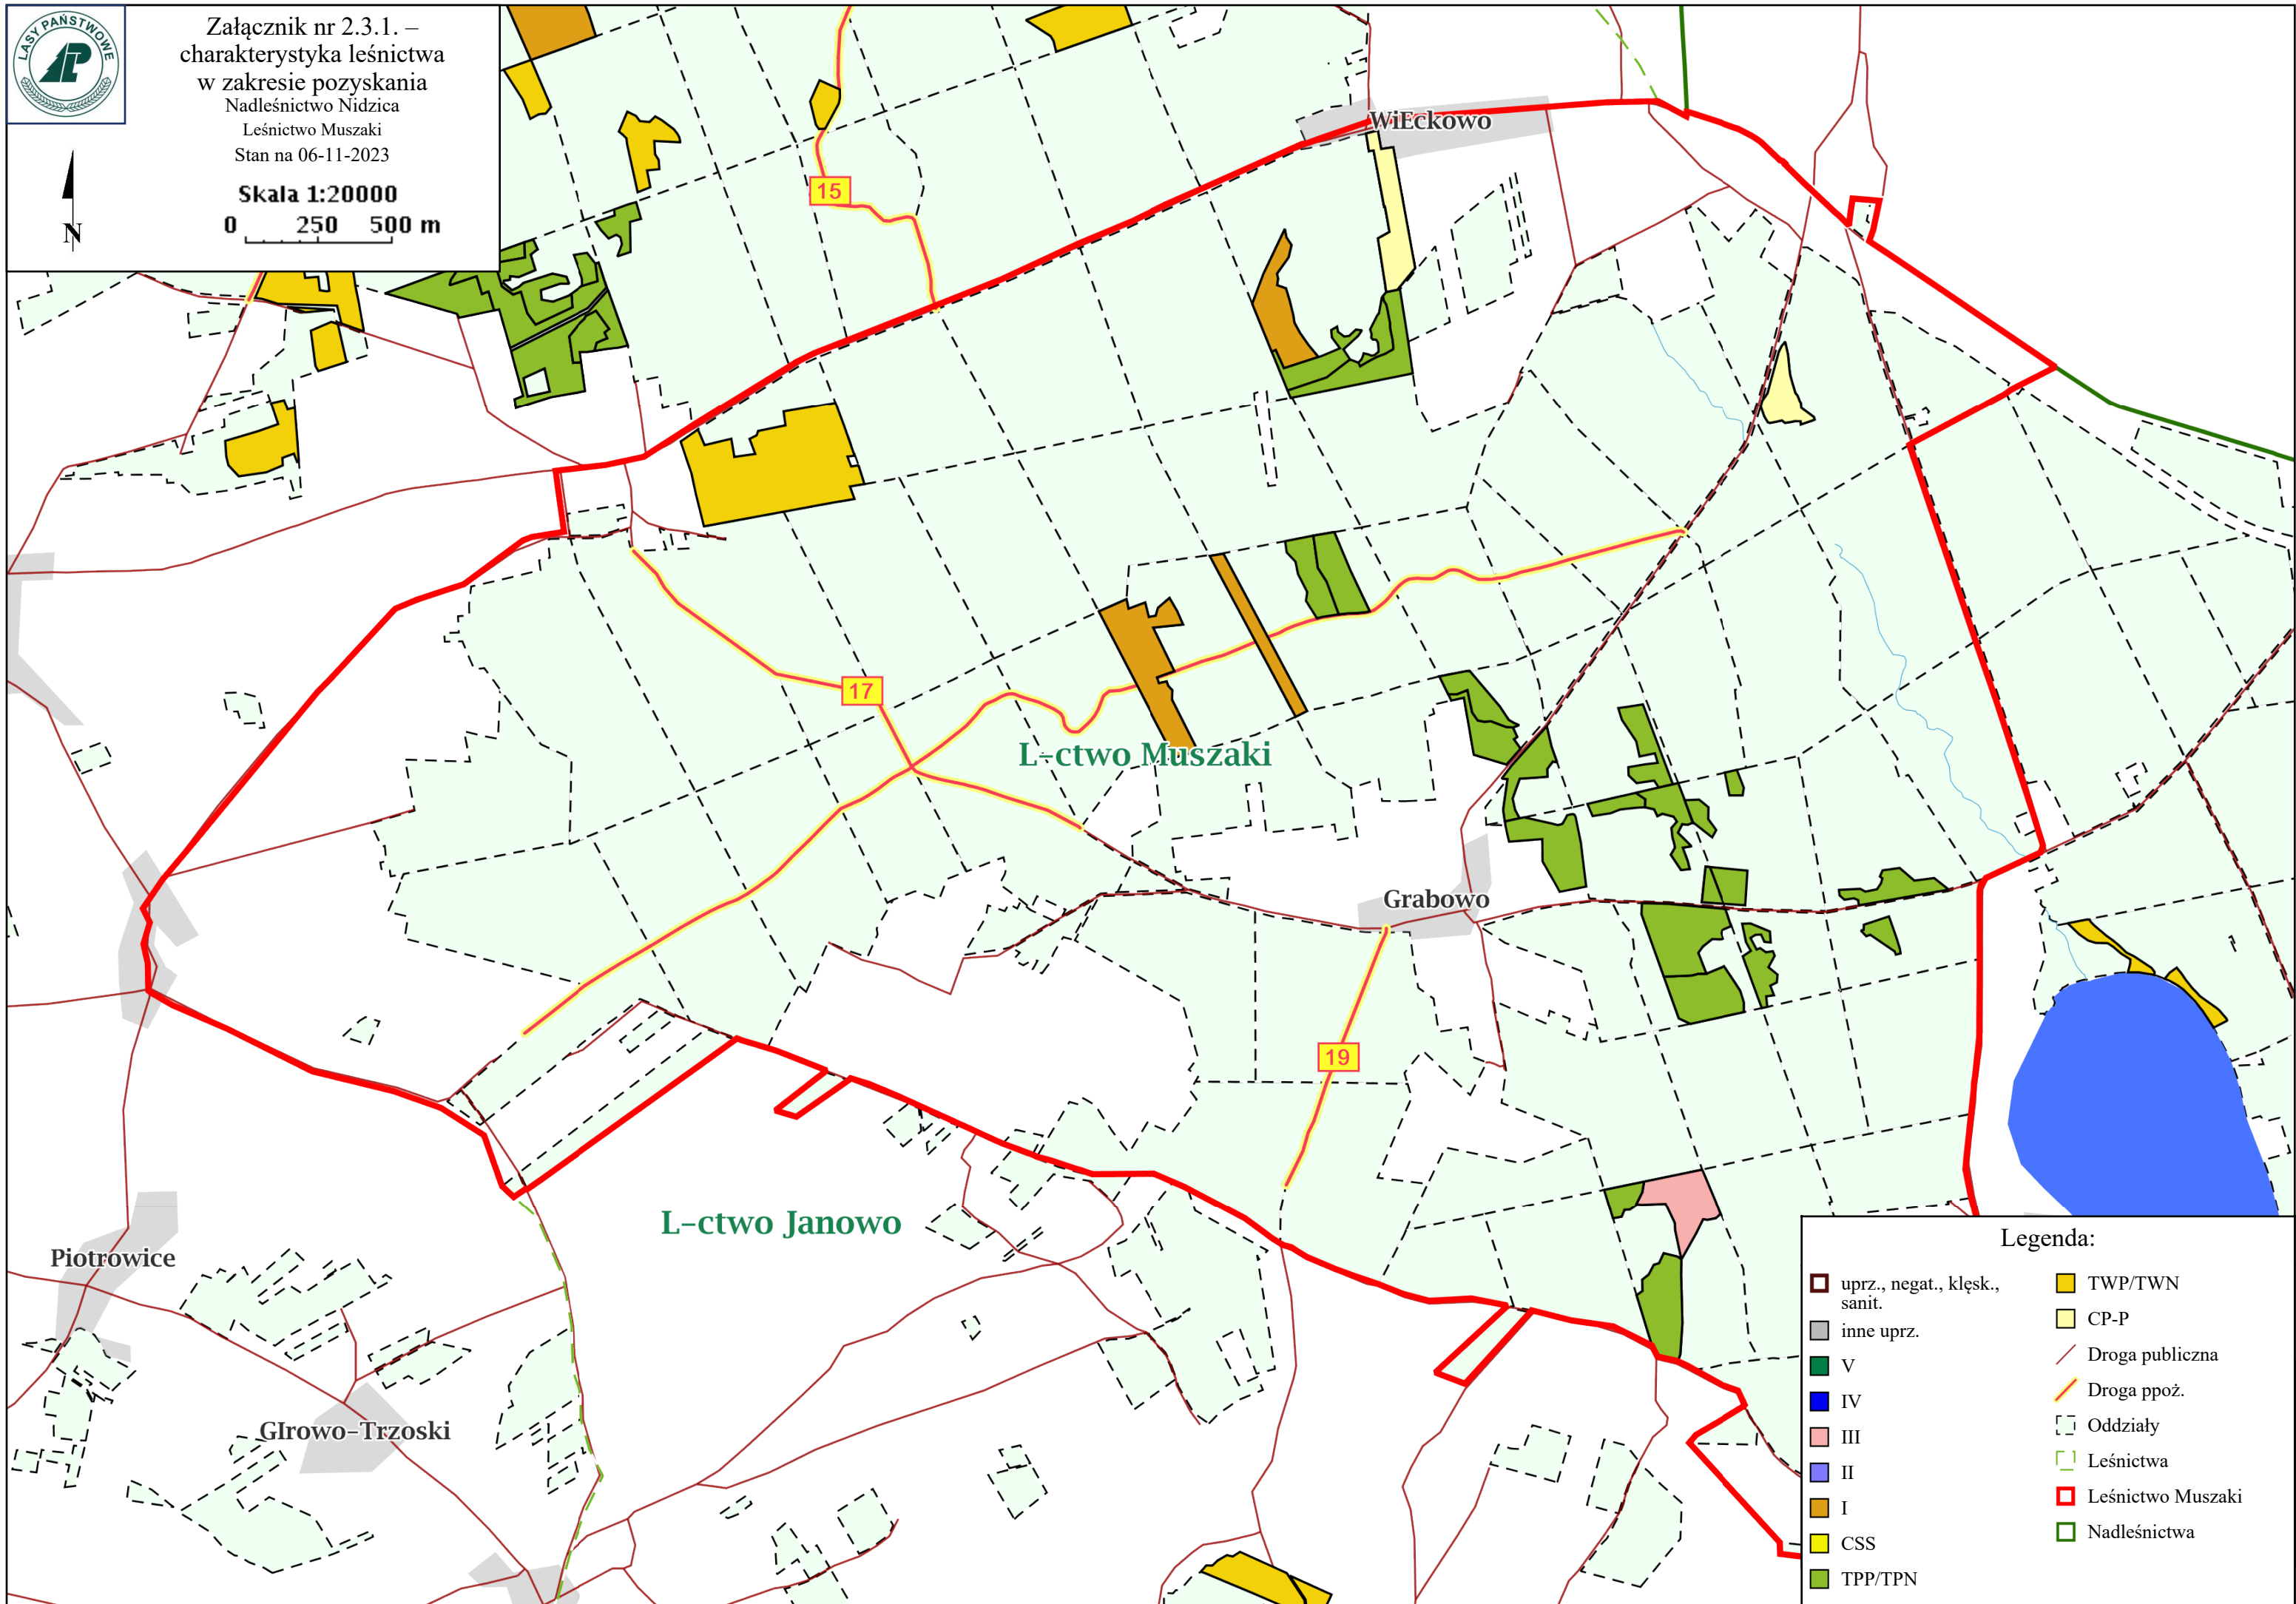 LASY PAŃSTWOWE
Załącznik nr 2.3.1. –
charakterystyka leśnictwa
w zakresie pozyskania
Nadleśnictwo Nidzica
Leśnictwo Muszaki
Stan na 06-11-2023
Skala 1:20000
0 250 500 m
N
WiEckowo
15
17
L-ctwo Muszaki
Grabowo
19
L-ctwo Janowo
Piotrowice
GIrowo-Trzoski
Legenda:
uprz., negat., klęsk.,
sanit.
inne uprz.
V
IV
III
II
I
CSS
TPP/TPN
TWP/TWN
CP-P
Droga publiczna
Droga ppoż.
Oddziały
Leśnictwa
Leśnictwo Muszaki
Nadleśnictwa